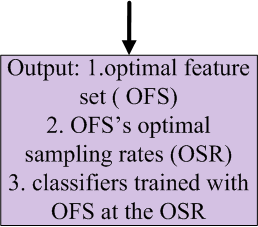 Output: 1.optimal feature
set ( OFS)
2. OFS's optimal
sampling rates (OSR)
3. classifiers trained with
OFS at the OSR